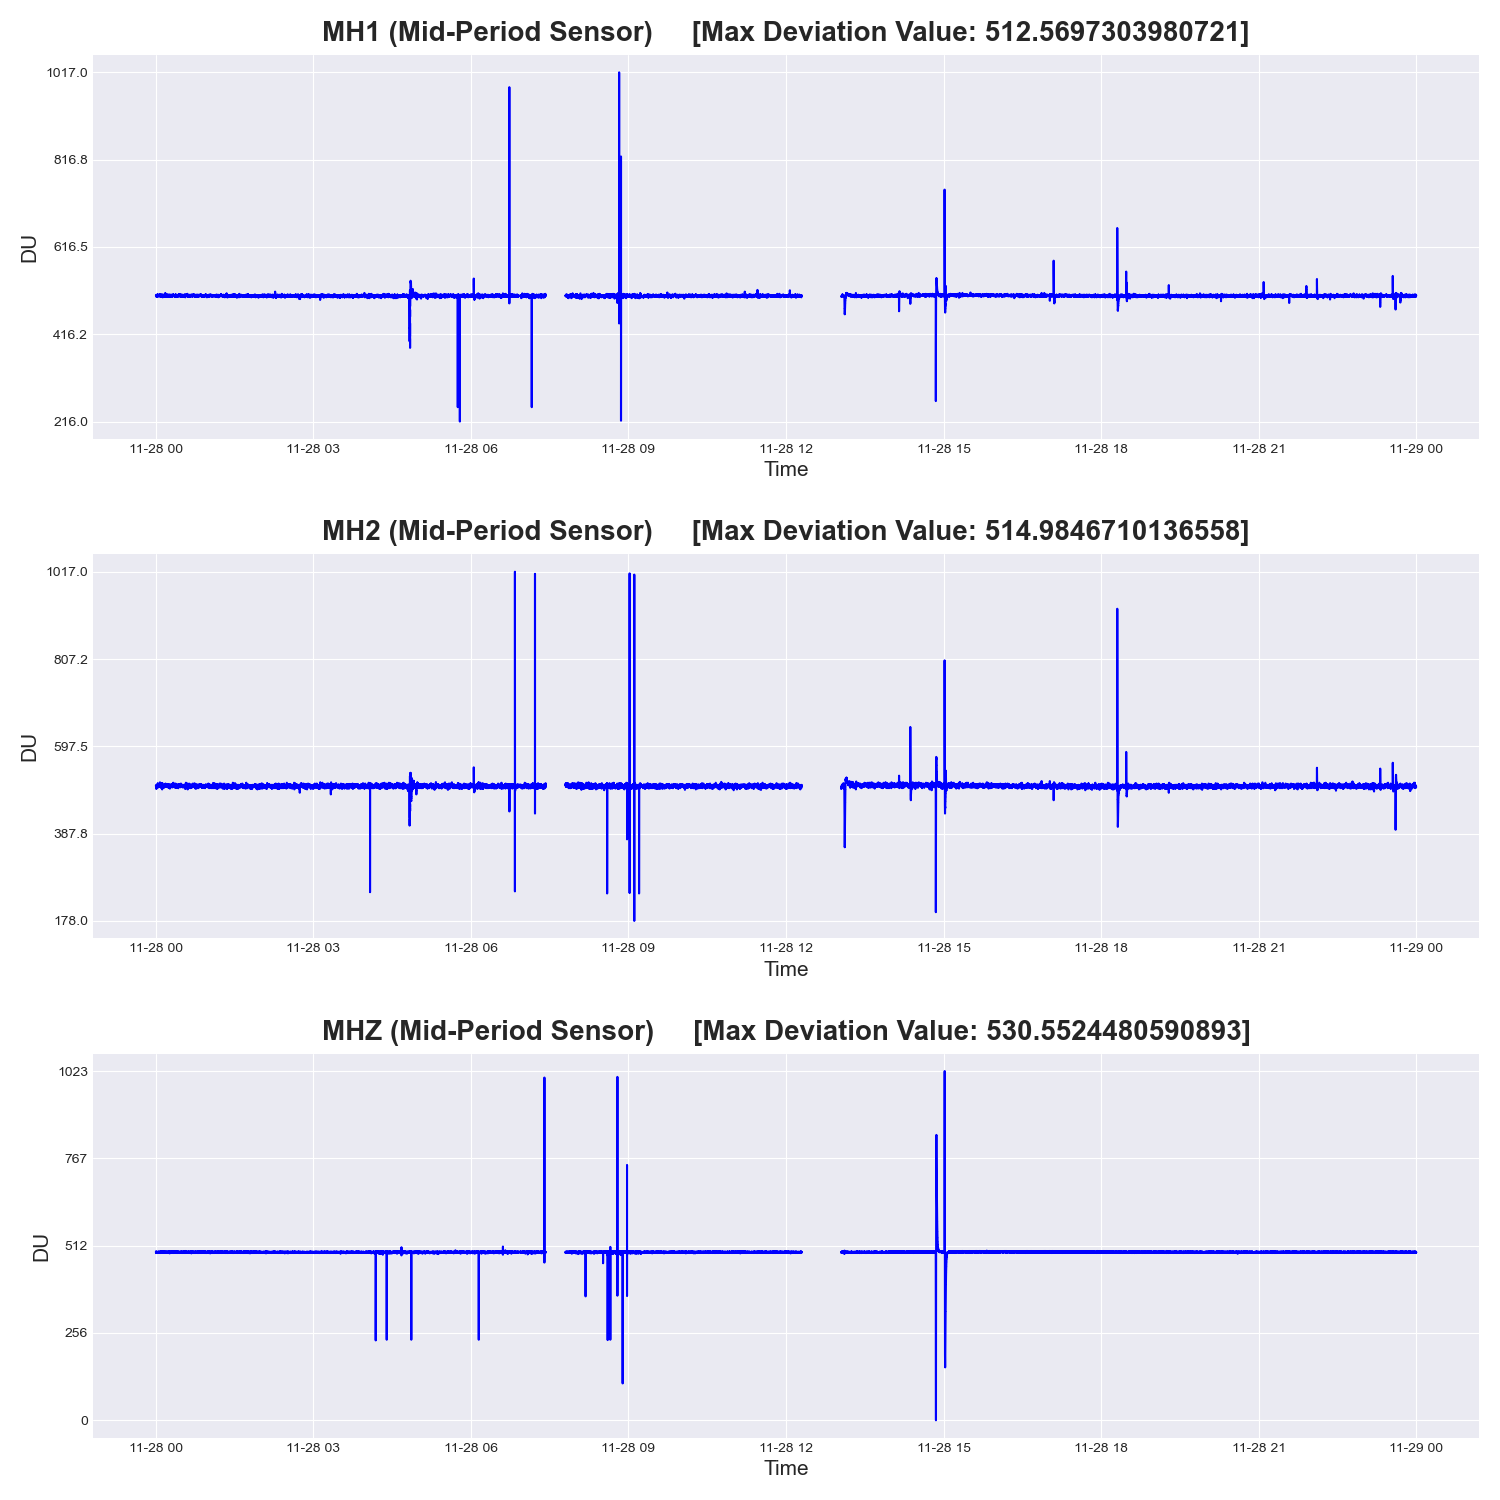 MH1 (Mid-Period Sensor) [Max Deviation Value: 512.5697303980721]
1017.0
816.8
616.5
416.2
216.0
DU
11-28 00 11-28 03 11-28 06 11-28 09 11-28 12 11-28 15 11-28 18 11-28 21 11-29 00
Time
MH2 (Mid-Period Sensor) [Max Deviation Value: 514.9846710136558]
1017.0
807.2
597.5
387.8
178.0
DU
11-28 00 11-28 03 11-28 06 11-28 09 11-28 12 11-28 15 11-28 18 11-28 21 11-29 00
Time
MHZ (Mid-Period Sensor) [Max Deviation Value: 530.5524480590893]
1023
767
512
256
0
DU
11-28 00 11-28 03 11-28 06 11-28 09 11-28 12 11-28 15 11-28 18 11-28 21 11-29 00
Time